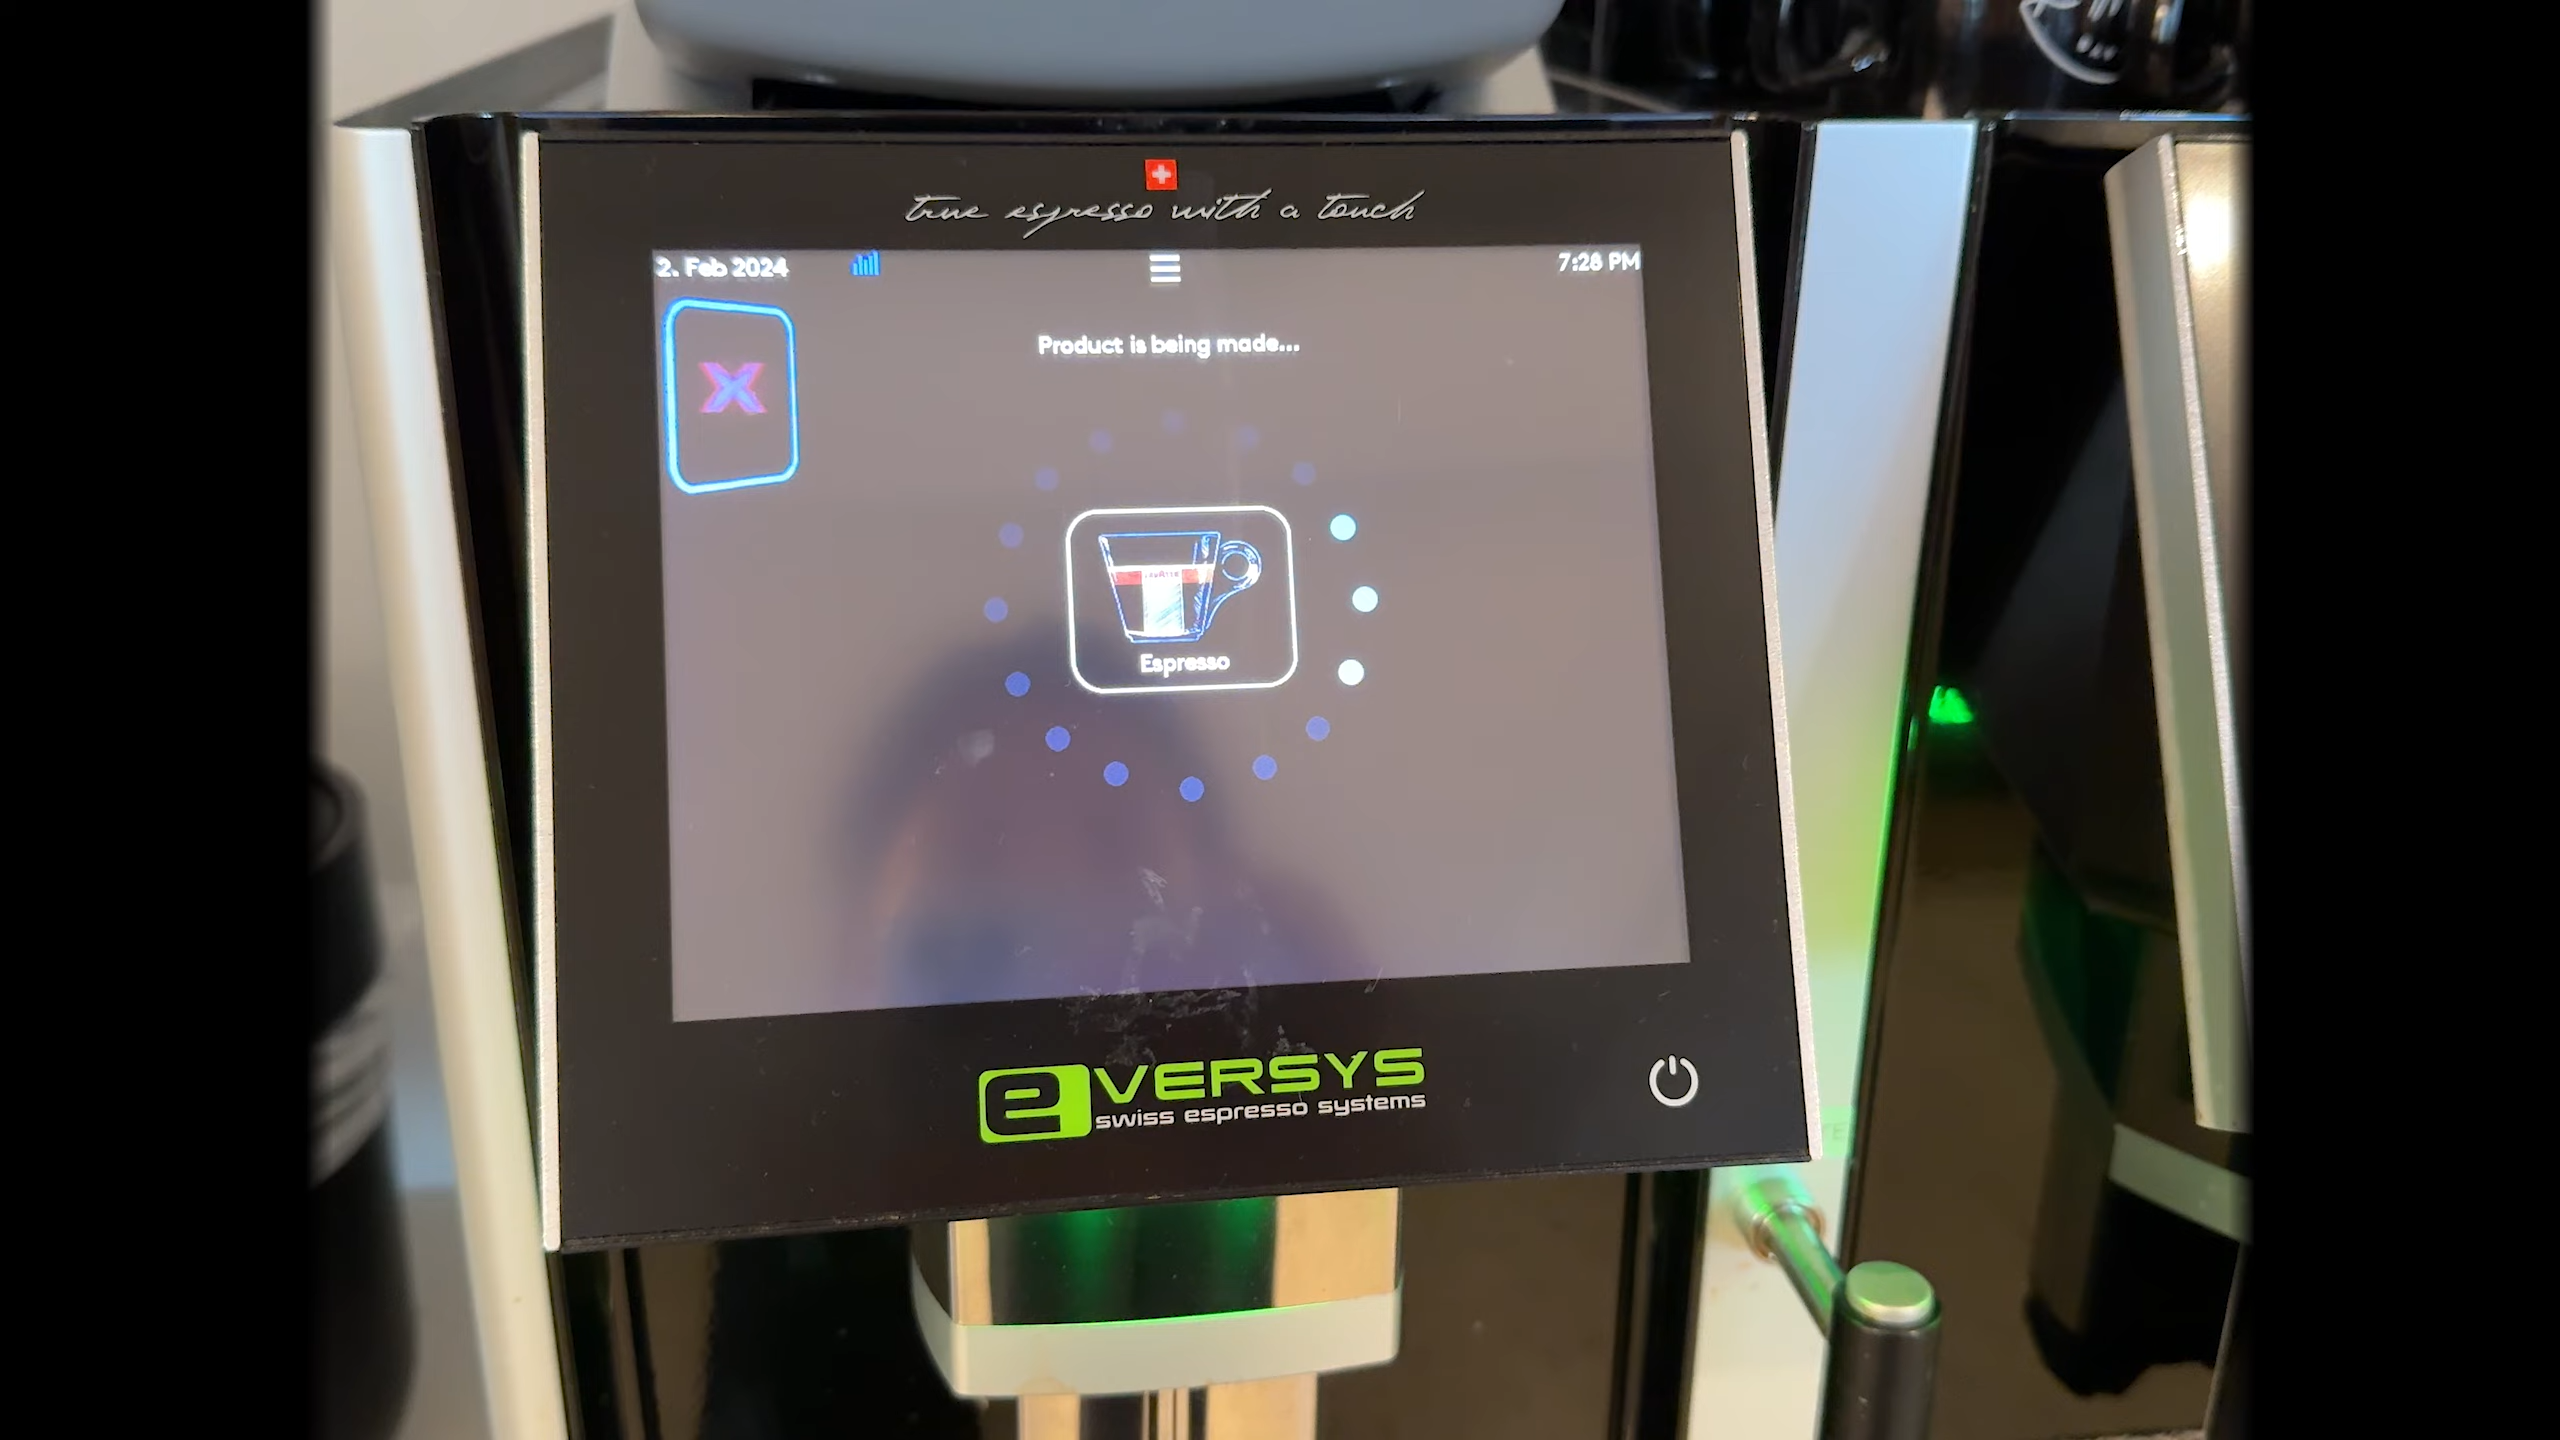 true espresso with a touch
2. Feb 2024 7:28 PM
Product is being made...
LAVAZZA
Espresso
eVERSYS
swiss espresso systems